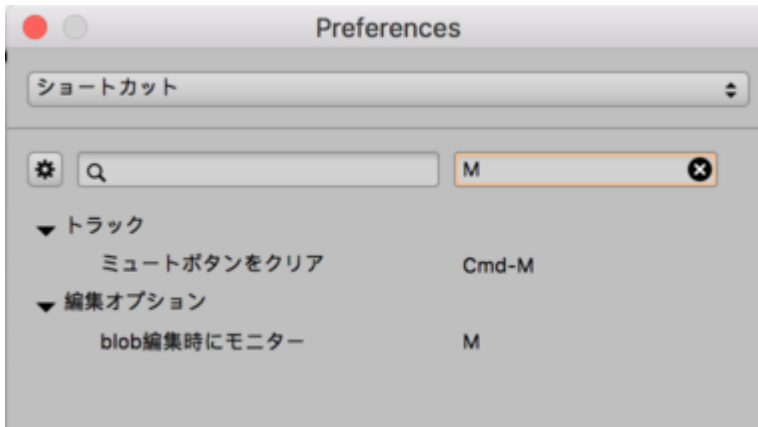 Preferences
ショートカット
M
トラック
ミュートボタンをクリア Cmd-M
編集オプション
blob編集時にモニター M